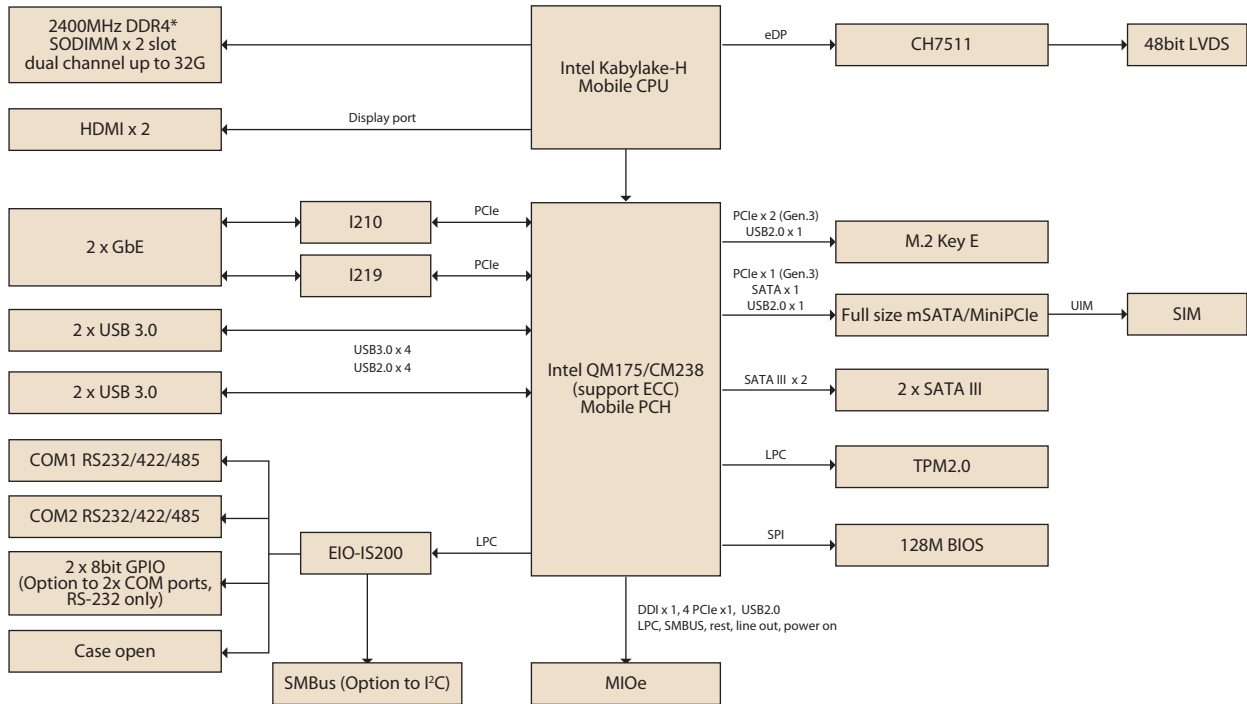 2400MHz DDR4*
SODIMM x 2 slot
dual channel up to 32G
Intel Kabylake-H
Mobile CPU
eDP
CH7511
48bit LVDS
HDMI x 2
Display port
2 x GbE
I210
PCIe
I219
PCIe
2 x USB 3.0
USB3.0 x 4
USB2.0 x 4
2 x USB 3.0
Intel QM175/CM238
(support ECC)
Mobile PCH
PCIe x 2 (Gen.3)
USB2.0 x 1
M.2 Key E
PCIe x 1 (Gen.3)
SATA x 1
USB2.0 x 1
Full size mSATA/MiniPCIe
UIM
SIM
SATA III x 2
2 x SATA III
LPC
TPM2.0
SPI
128M BIOS
COM1 RS232/422/485
COM2 RS232/422/485
2 x 8bit GPIO
(Option to 2x COM ports,
RS-232 only)
Case open
EIO-IS200
LPC
SMBus (Option to I²C)
DDI x 1, 4 PCIe x1, USB2.0
LPC, SMBUS, rest, line out, power on
MIOe